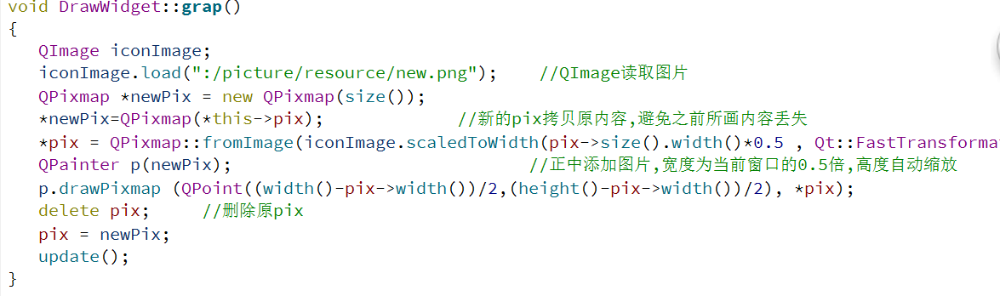 void DrawWidget::grap()
{
QImage iconImage;
iconImage.load(":/picture/resource/new.png"); //QImage读取图片
QPixmap *newPix = new QPixmap(size());
*newPix=QPixmap(*this->pix); //新的pix拷贝原内容,避免之前所画内容丢失
*pix = QPixmap::fromImage(iconImage.scaledToWidth(pix->size().width()*0.5 , Qt::FastTransforma
QPainter p(newPix); //正中添加图片,宽度为当前窗口的0.5倍,高度自动缩放
p.drawPixmap (QPoint((width()-pix->width())/2,(height()-pix->width())/2), *pix);
delete pix; //删除原pix
pix = newPix;
update();
}